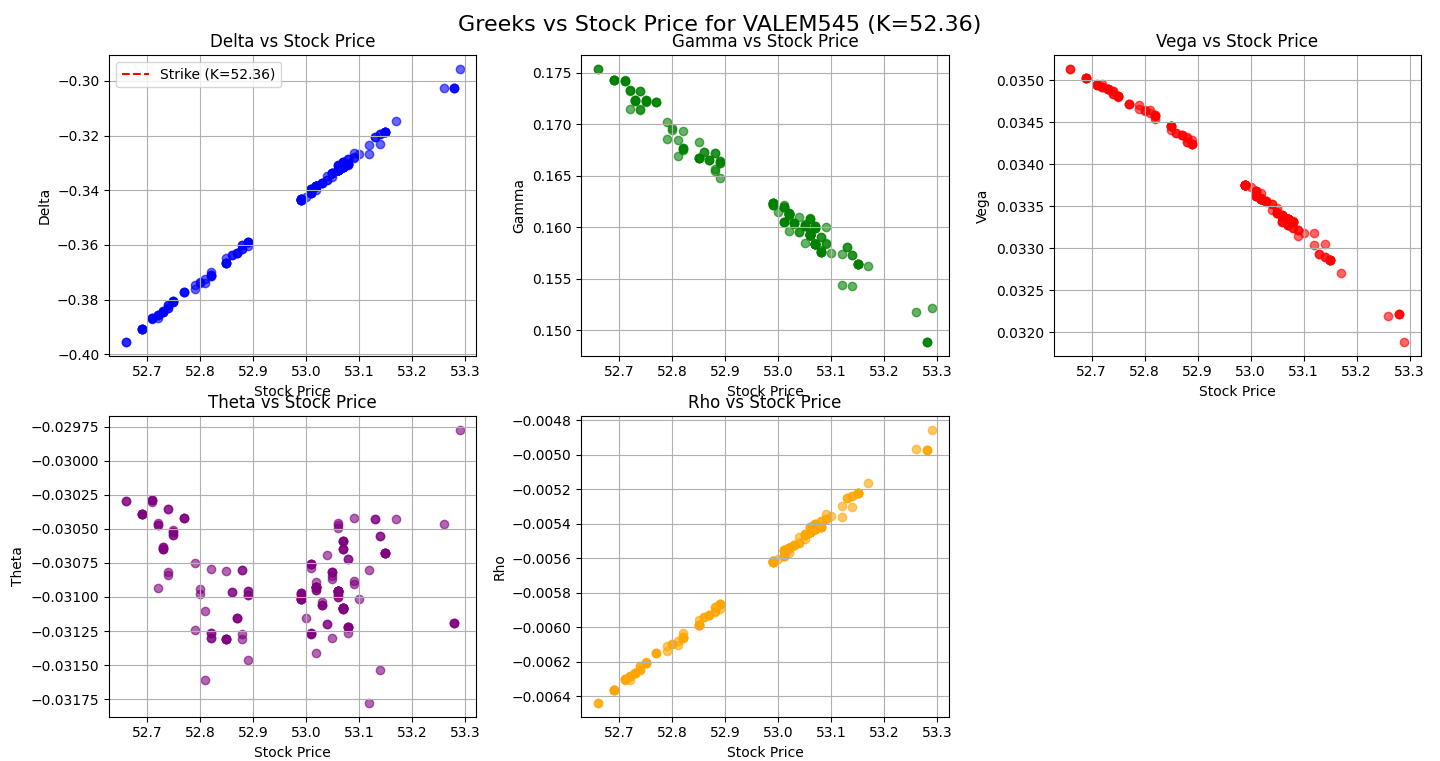 Greeks vs Stock Price for VALEM545 (K=52.36)
Delta vs Stock Price
Strike (K=52.36)
−0.30
−0.32
−0.34
−0.36
−0.38
−0.40
Delta
52.7 52.8 52.9 53.0 53.1 53.2 53.3
Stock Price
Gamma vs Stock Price
0.175
0.170
0.165
0.160
0.155
0.150
Gamma
52.7 52.8 52.9 53.0 53.1 53.2 53.3
Stock Price
Vega vs Stock Price
0.0350
0.0345
0.0340
0.0335
0.0330
0.0325
0.0320
Vega
52.7 52.8 52.9 53.0 53.1 53.2 53.3
Stock Price
Theta vs Stock Price
−0.02975
−0.03000
−0.03025
−0.03050
−0.03075
−0.03100
−0.03125
−0.03150
−0.03175
Theta
52.7 52.8 52.9 53.0 53.1 53.2 53.3
Stock Price
Rho vs Stock Price
−0.0048
−0.0050
−0.0052
−0.0054
−0.0056
−0.0058
−0.0060
−0.0062
−0.0064
Rho
52.7 52.8 52.9 53.0 53.1 53.2 53.3
Stock Price